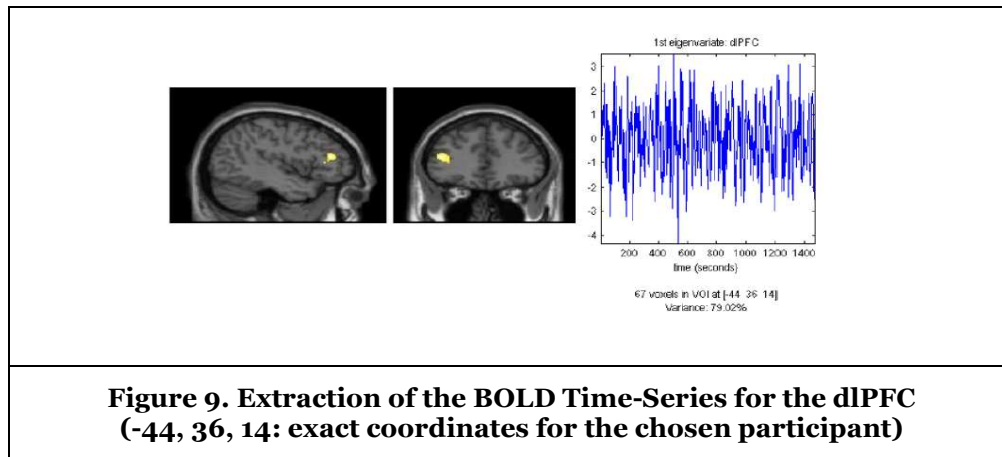 1st eigenvariate: dlPFC
3
2
1
0
-1
-2
-3
-4
200 400 600 800 1000 1200 1400
time (seconds)
67 voxels in VOI at [-44 36 14]
Variance: 79.02%
Figure 9. Extraction of the BOLD Time-Series for the dlPFC
(-44, 36, 14: exact coordinates for the chosen participant)